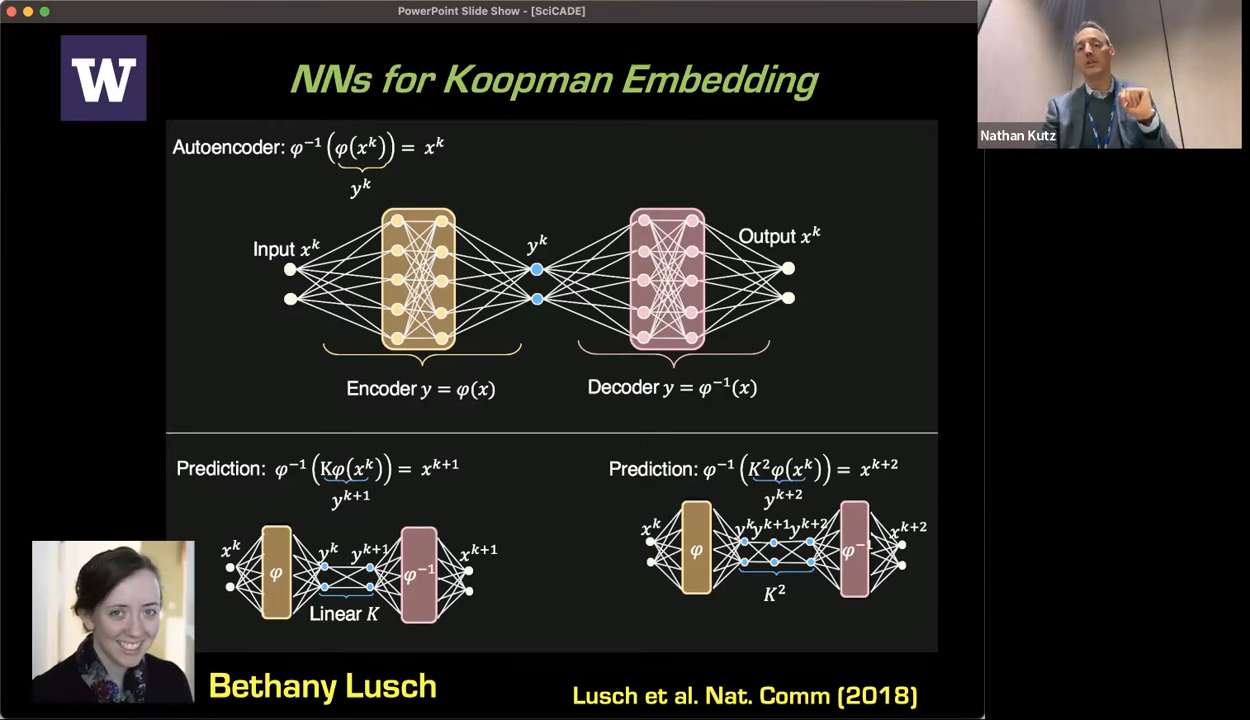 PowerPoint Slide Show - [SciCADE]
W
NNs for Koopman Embedding
Nathan Kutz
Autoencoder: φ⁻¹(φ(xᵏ)) = xᵏ
yᵏ
Input xᵏ
yᵏ
Output xᵏ
Encoder y = φ(x)
Decoder y = φ⁻¹(x)
Prediction: φ⁻¹(Kφ(xᵏ)) = xᵏ⁺¹
yᵏ⁺¹
xᵏ φ yᵏ yᵏ⁺¹ φ⁻¹ xᵏ⁺¹
Linear K
Prediction: φ⁻¹(K²φ(xᵏ)) = xᵏ⁺²
yᵏ⁺²
xᵏ φ yᵏ yᵏ⁺¹ yᵏ⁺² φ⁻¹ xᵏ⁺²
K²
Bethany Lusch
Lusch et al. Nat. Comm (2018)